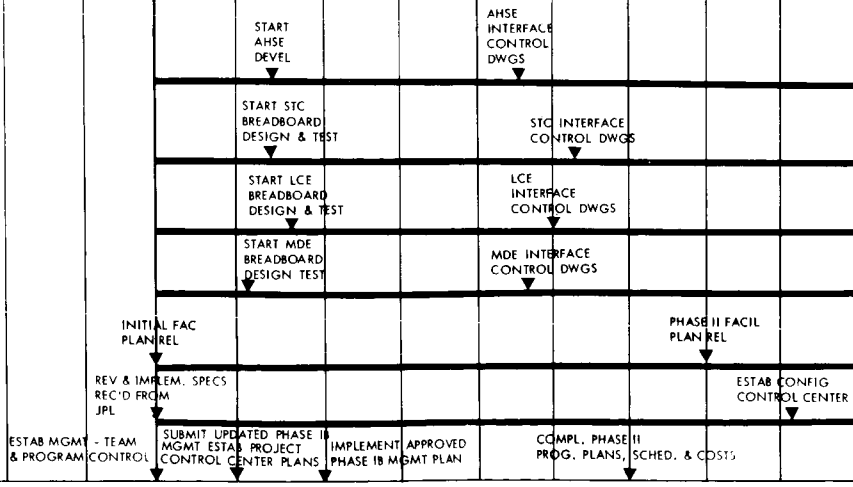 START
AHSE
DEVEL
AHSE
INTERFACE
CONTROL
DWGS
START STC
BREADBOARD
DESIGN & TEST
STC INTERFACE
CONTROL DWGS
START LCE
BREADBOARD
DESIGN & TEST
LCE
INTERFACE
CONTROL DWGS
START MDE
BREADBOARD
DESIGN TEST
MDE INTERFACE
CONTROL DWGS
INITIAL FAC
PLAN REL
PHASE II FACIL
PLAN REL
REV & IMPLEM. SPECS
REC'D FROM
JPL
ESTAB CONFIG
CONTROL CENTER
ESTAB MGMT - TEAM
& PROGRAM CONTROL
SUBMIT UPDATED PHASE IB
MGMT ESTAB PROJECT
CONTROL CENTER PLANS
IMPLEMENT APPROVED
PHASE IB MGMT PLAN
COMPL. PHASE II
PROG. PLANS, SCHED. & COSTS